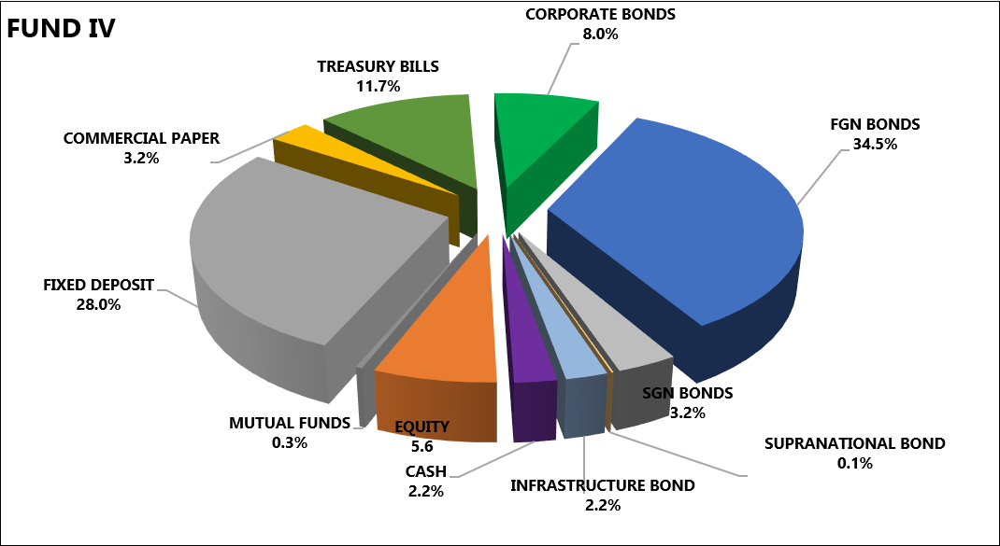 FUND IV
CORPORATE BONDS
8.0%
TREASURY BILLS
11.7%
FGN BONDS
34.5%
COMMERCIAL PAPER
3.2%
FIXED DEPOSIT
28.0%
SGN BONDS
3.2%
MUTUAL FUNDS
0.3%
EQUITY
5.6
SUPRANATIONAL BOND
0.1%
CASH
2.2%
INFRASTRUCTURE BOND
2.2%